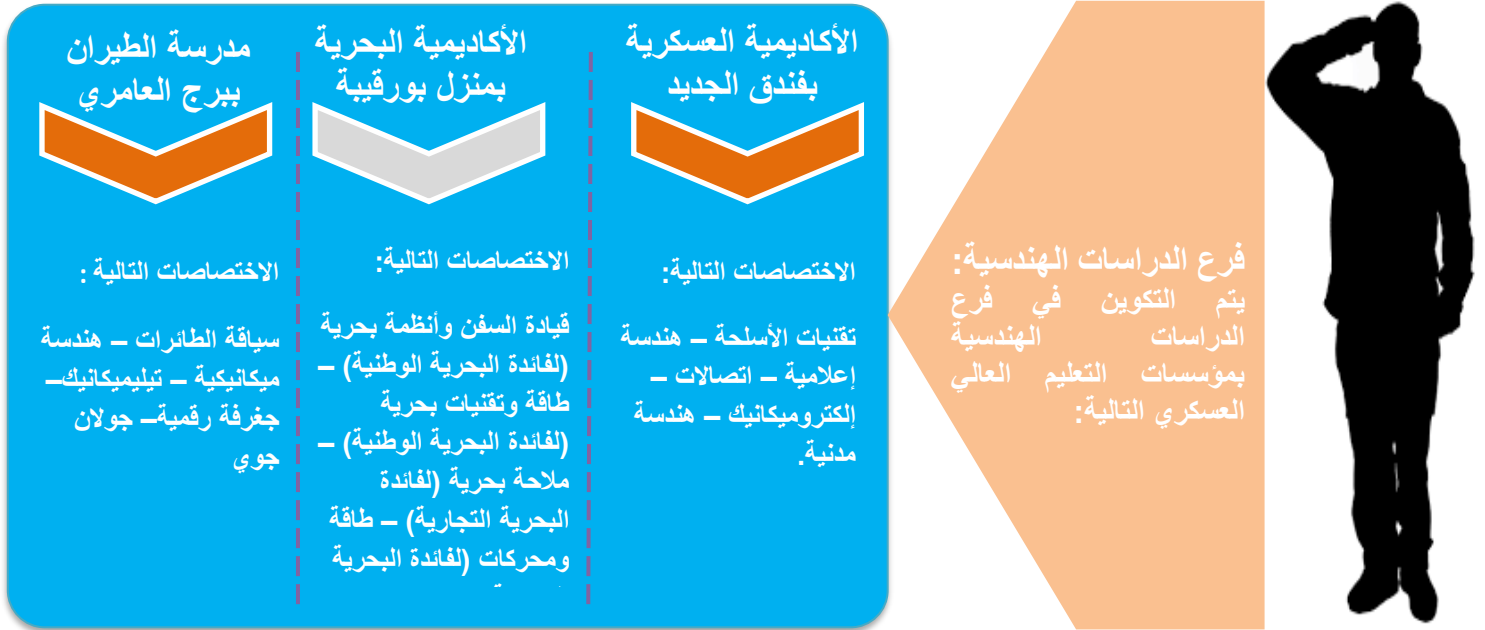 فرع الدراسات الهندسية:
يتم التكوين في فرع
الدراسات الهندسية
بمؤسسات التعليم العالي
العسكري التالية:
الأكاديمية العسكرية
بفندق الجديد
الاختصاصات التالية:
تقنيات الأسلحة – هندسة
إعلامية – اتصالات –
إلكتروميكانيك – هندسة
مدنية.
الأكاديمية البحرية
بمنزل بورقيبة
الاختصاصات التالية:
قيادة السفن وأنظمة بحرية
(لفائدة البحرية الوطنية) –
طاقة وتقنيات بحرية
(لفائدة البحرية الوطنية) –
ملاحة بحرية (لفائدة
البحرية التجارية) – طاقة
ومحركات (لفائدة البحرية
مدرسة الطيران
ببرج العامري
الاختصاصات التالية :
سياقة الطائرات – هندسة
ميكانيكية – تيليميكانيك–
جغرفة رقمية– جولان
جوي